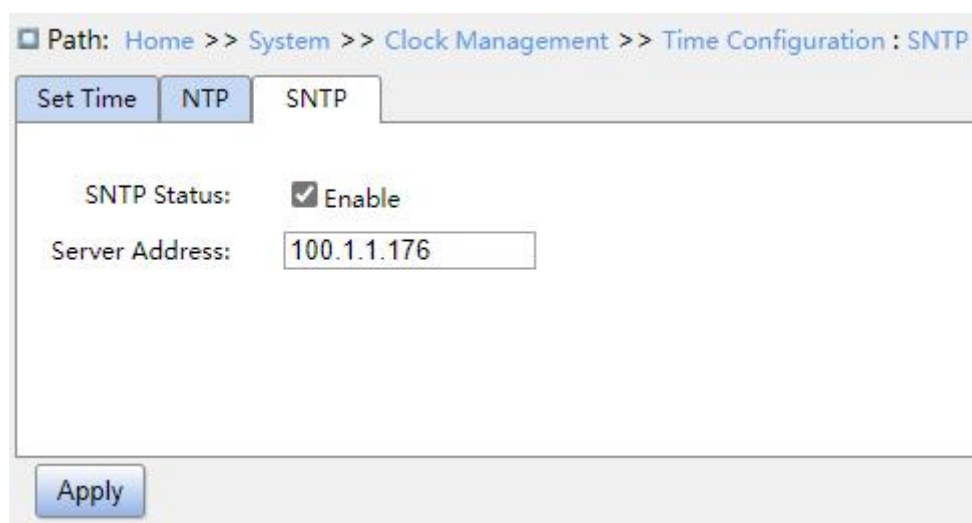 Path: Home >> System >> Clock Management >> Time Configuration : SNTP
Set Time NTP SNTP
SNTP Status: Enable
Server Address: 100.1.1.176
Apply